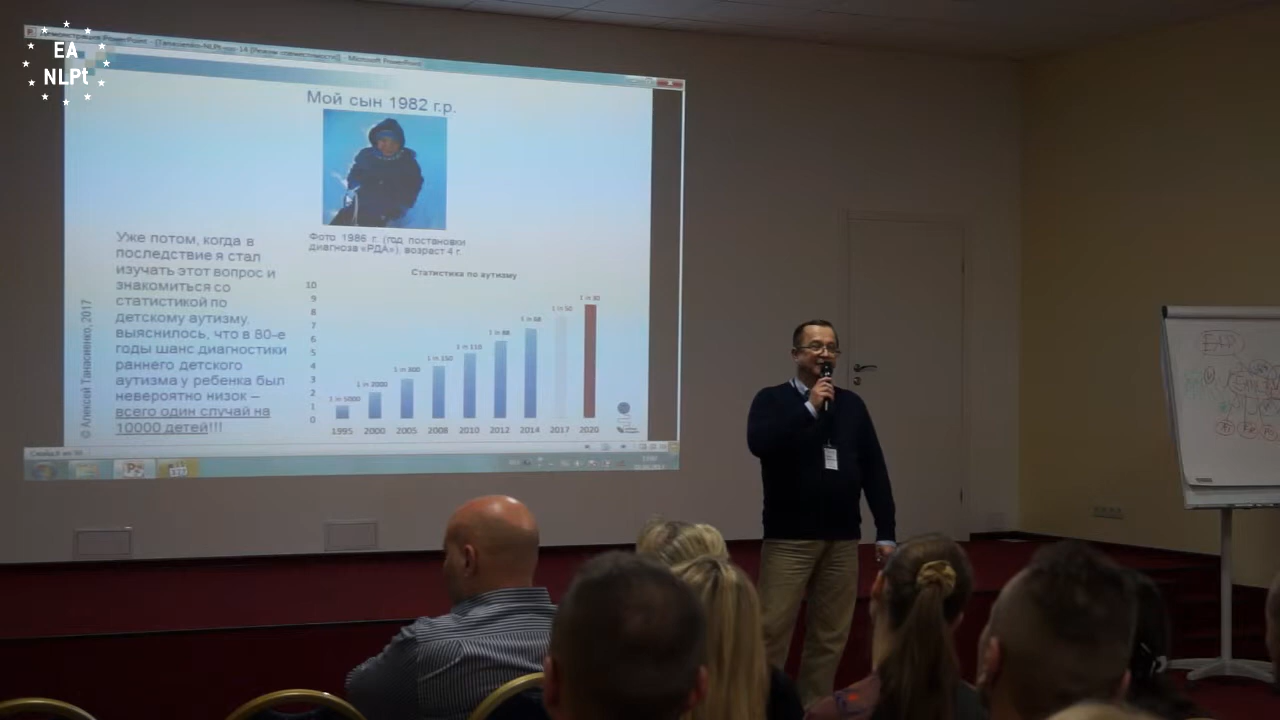 EA
NLPt
Microsoft PowerPoint
Мой сын 1982 г.р.
Фото 1986 г. (год постановки
диагноза «РДА»), возраст 4 г.
Уже потом, когда в
последствие я стал
изучать этот вопрос и
знакомиться со
статистикой по
детскому аутизму,
выяснилось, что в 80-е
годы шанс диагностики
раннего детского
аутизма у ребенка был
невероятно низок –
всего один случай на
10000 детей!!!
© Алексей Танасиенко, 2017
Статистика по аутизму
10
9
8
7
6
5
4
3
2
1
0
1 in 5000
1 in 2000
1 in 300
1 in 150
1 in 110
1 in 88
1 in 68
1 in 50
1 in 30
1995 2000 2005 2008 2010 2012 2014 2017 2020
EAP